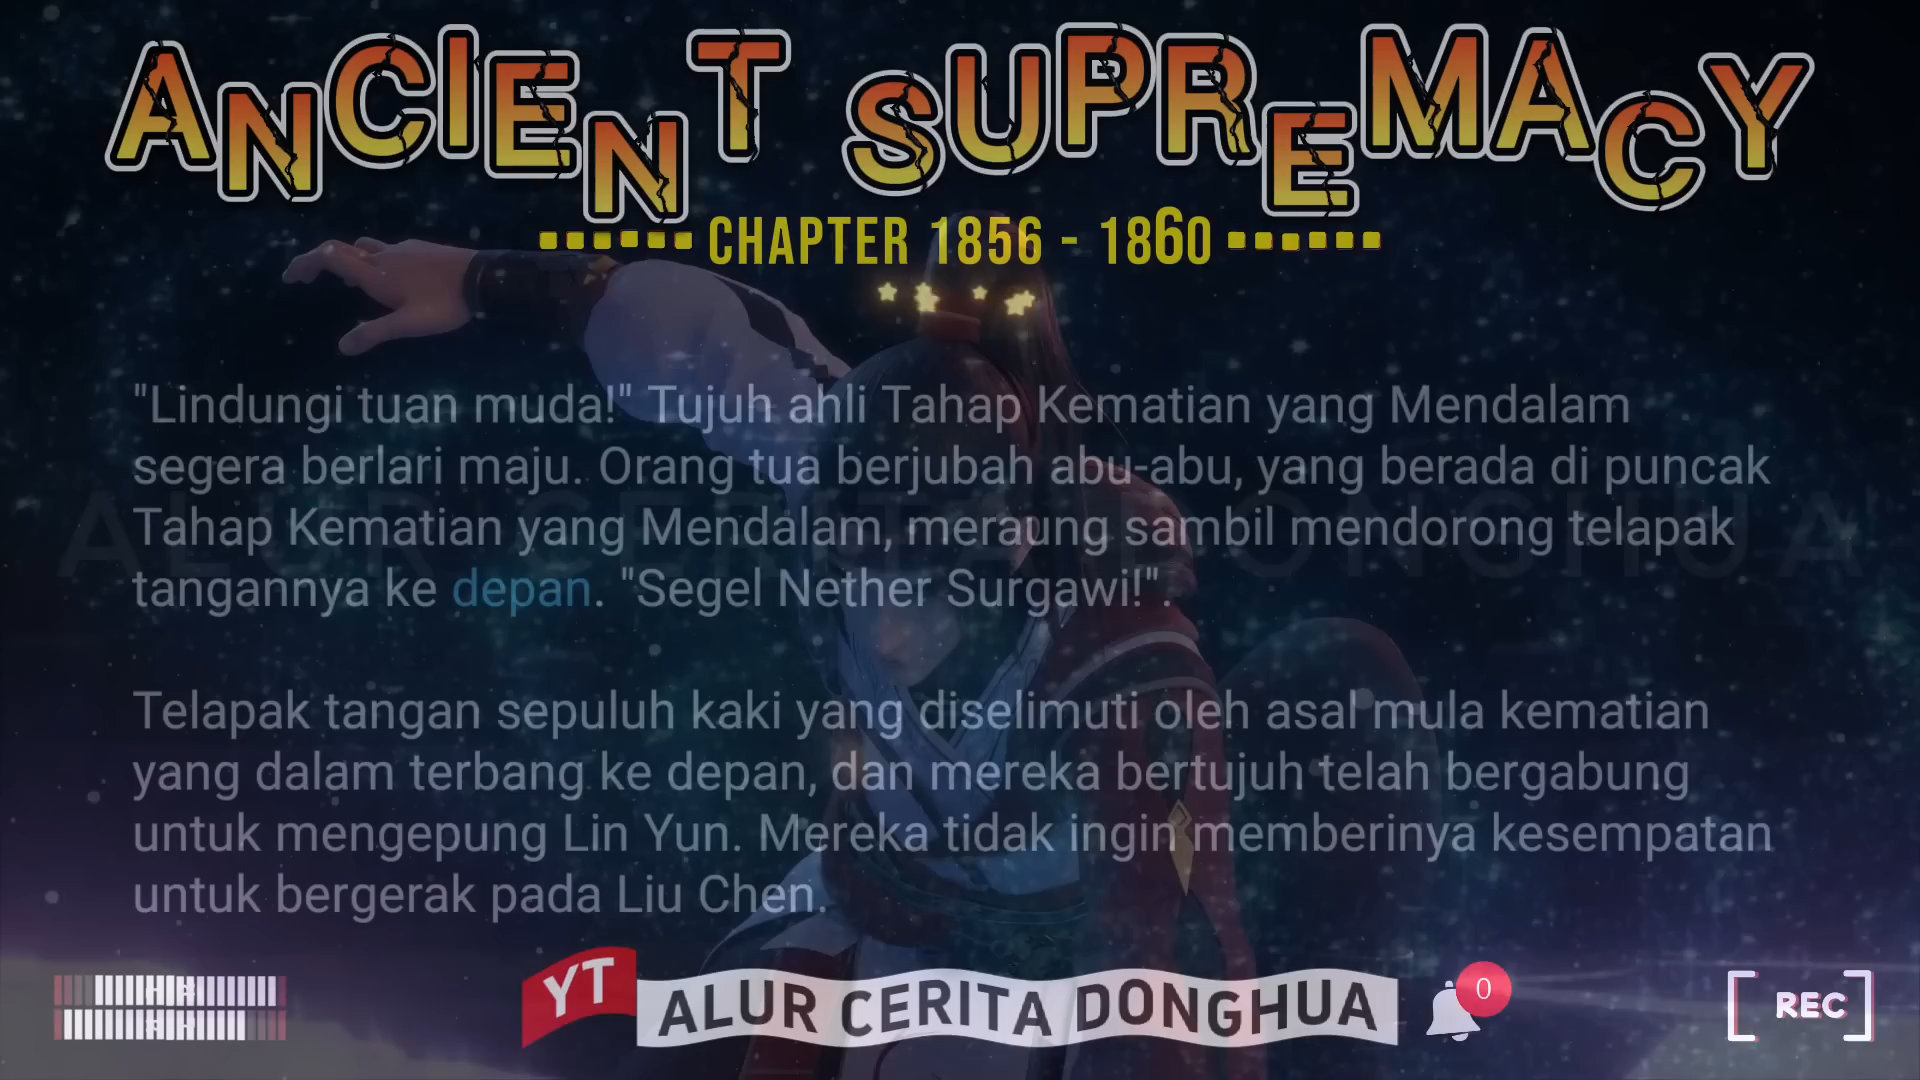 ANCIENT SUPREMACY
CHAPTER 1856 - 1860
"Lindungi tuan muda!" Tujuh ahli Tahap Kematian yang Mendalam
segera berlari maju. Orang tua berjubah abu-abu, yang berada di puncak
Tahap Kematian yang Mendalam, meraung sambil mendorong telapak
tangannya ke depan. "Segel Nether Surgawi!".
ALUR CERITA DONGHUA
Telapak tangan sepuluh kaki yang diselimuti oleh asal mula kematian
yang dalam terbang ke depan, dan mereka bertujuh telah bergabung
untuk mengepung Lin Yun. Mereka tidak ingin memberinya kesempatan
untuk bergerak pada Liu Chen.
YT ALUR CERITA DONGHUA
0
[ REC ]